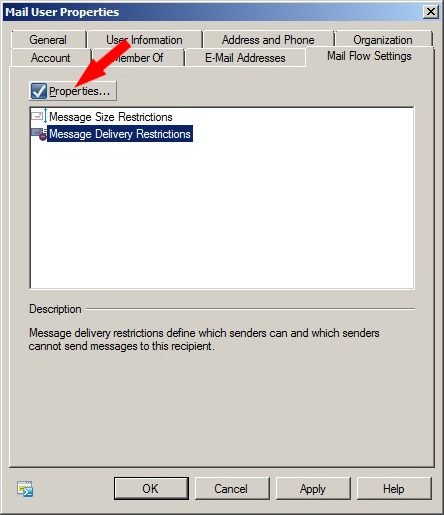 Mail User Properties
General
User Information
Address and Phone
Organization
Account
Member Of
E-Mail Addresses
Mail Flow Settings
Properties...
Message Size Restrictions
Message Delivery Restrictions
Description
Message delivery restrictions define which senders can and which senders
cannot send messages to this recipient.
OK
Cancel
Apply
Help